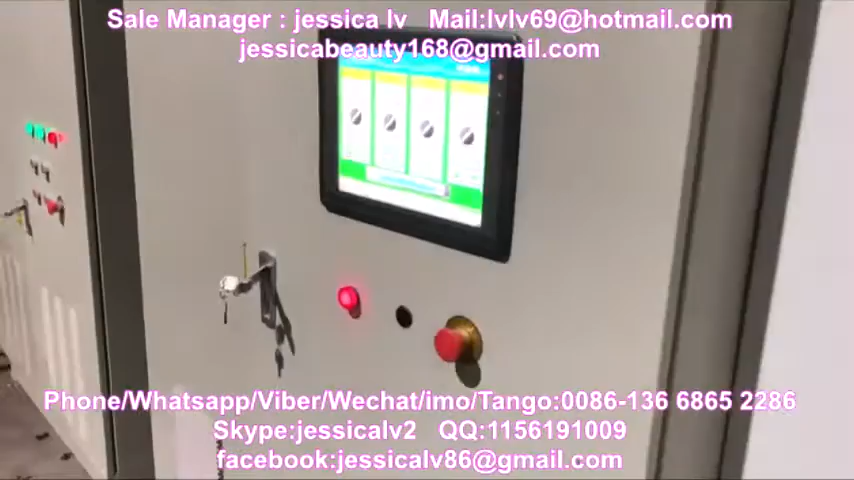 Sale Manager : jessica lv   Mail:lvlv69@hotmail.com
jessicabeauty168@gmail.com
Phone/Whatsapp/Viber/Wechat/imo/Tango:0086-136 6865 2286
Skype:jessicalv2   QQ:1156191009
facebook:jessicalv86@gmail.com